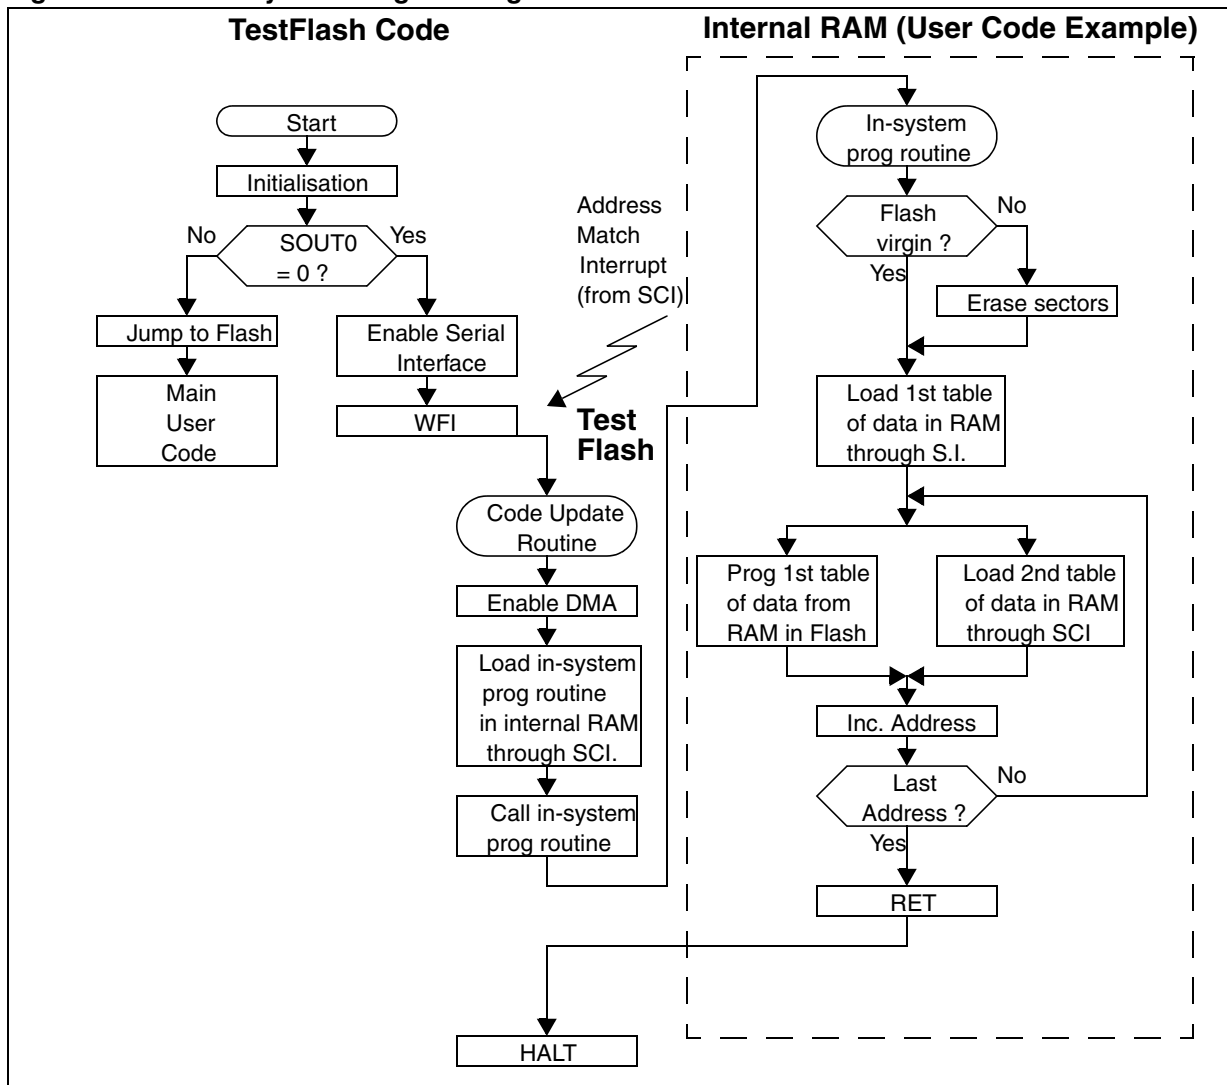 TestFlash Code
Internal RAM (User Code Example)
Start
Initialisation
No
SOUT0
= 0 ?
Yes
Jump to Flash
Main
User
Code
Enable Serial
Interface
WFI
Address
Match
Interrupt
(from SCI)
Test
Flash
Code Update
Routine
Enable DMA
Load in-system
prog routine
in internal RAM
through SCI.
Call in-system
prog routine
In-system
prog routine
Flash
virgin ?
No
Yes
Erase sectors
Load 1st table
of data in RAM
through S.I.
Prog 1st table
of data from
RAM in Flash
Load 2nd table
of data in RAM
through SCI
Inc. Address
Last
Address ?
No
Yes
RET
HALT